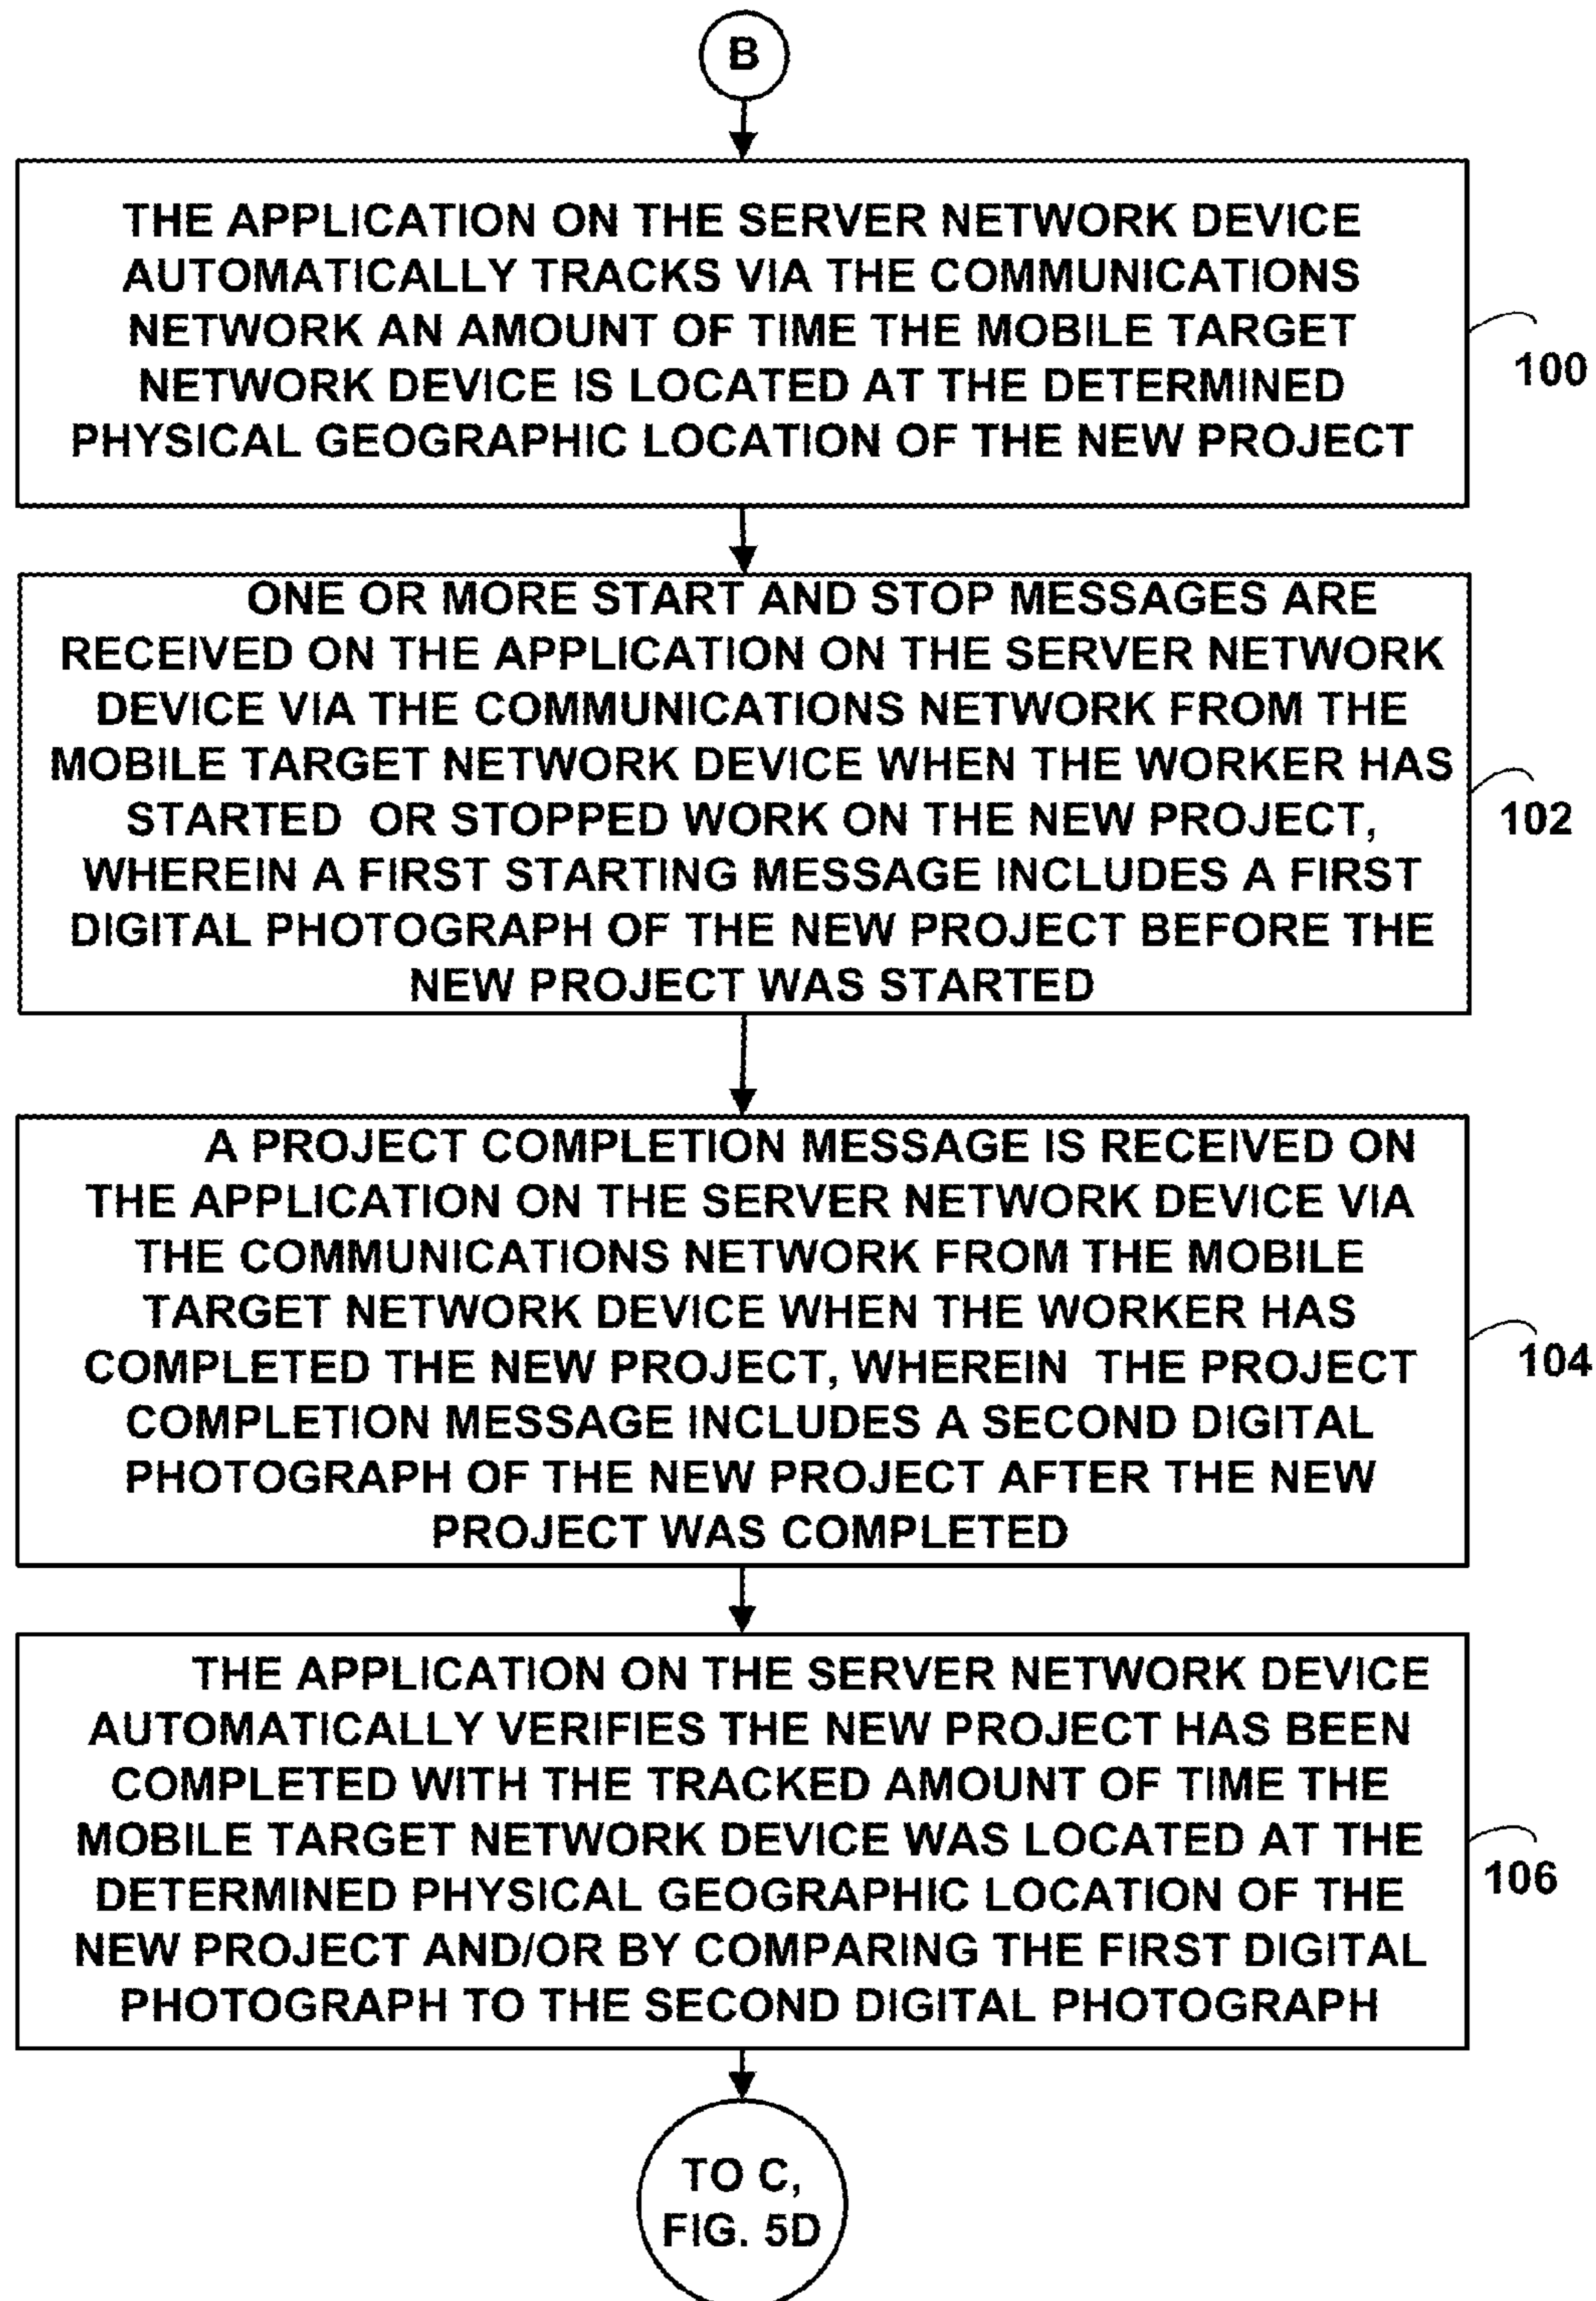 B
THE APPLICATION ON THE SERVER NETWORK DEVICE
AUTOMATICALLY TRACKS VIA THE COMMUNICATIONS
NETWORK AN AMOUNT OF TIME THE MOBILE TARGET
NETWORK DEVICE IS LOCATED AT THE DETERMINED
PHYSICAL GEOGRAPHIC LOCATION OF THE NEW PROJECT
100
ONE OR MORE START AND STOP MESSAGES ARE
RECEIVED ON THE APPLICATION ON THE SERVER NETWORK
DEVICE VIA THE COMMUNICATIONS NETWORK FROM THE
MOBILE TARGET NETWORK DEVICE WHEN THE WORKER HAS
STARTED OR STOPPED WORK ON THE NEW PROJECT,
WHEREIN A FIRST STARTING MESSAGE INCLUDES A FIRST
DIGITAL PHOTOGRAPH OF THE NEW PROJECT BEFORE THE
NEW PROJECT WAS STARTED
102
A PROJECT COMPLETION MESSAGE IS RECEIVED ON
THE APPLICATION ON THE SERVER NETWORK DEVICE VIA
THE COMMUNICATIONS NETWORK FROM THE MOBILE
TARGET NETWORK DEVICE WHEN THE WORKER HAS
COMPLETED THE NEW PROJECT, WHEREIN THE PROJECT
COMPLETION MESSAGE INCLUDES A SECOND DIGITAL
PHOTOGRAPH OF THE NEW PROJECT AFTER THE NEW
PROJECT WAS COMPLETED
104
THE APPLICATION ON THE SERVER NETWORK DEVICE
AUTOMATICALLY VERIFIES THE NEW PROJECT HAS BEEN
COMPLETED WITH THE TRACKED AMOUNT OF TIME THE
MOBILE TARGET NETWORK DEVICE WAS LOCATED AT THE
DETERMINED PHYSICAL GEOGRAPHIC LOCATION OF THE
NEW PROJECT AND/OR BY COMPARING THE FIRST DIGITAL
PHOTOGRAPH TO THE SECOND DIGITAL PHOTOGRAPH
106
TO C,
FIG. 5D